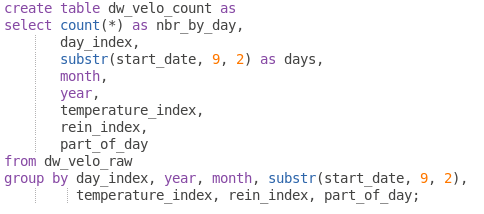 create table dw_velo_count as
select count(*) as nbr_by_day,
day_index,
substr(start_date, 9, 2) as days,
month,
year,
temperature_index,
rein_index,
part_of_day
from dw_velo_raw
group by day_index, year, month, substr(start_date, 9, 2),
temperature_index, rein_index, part_of_day;